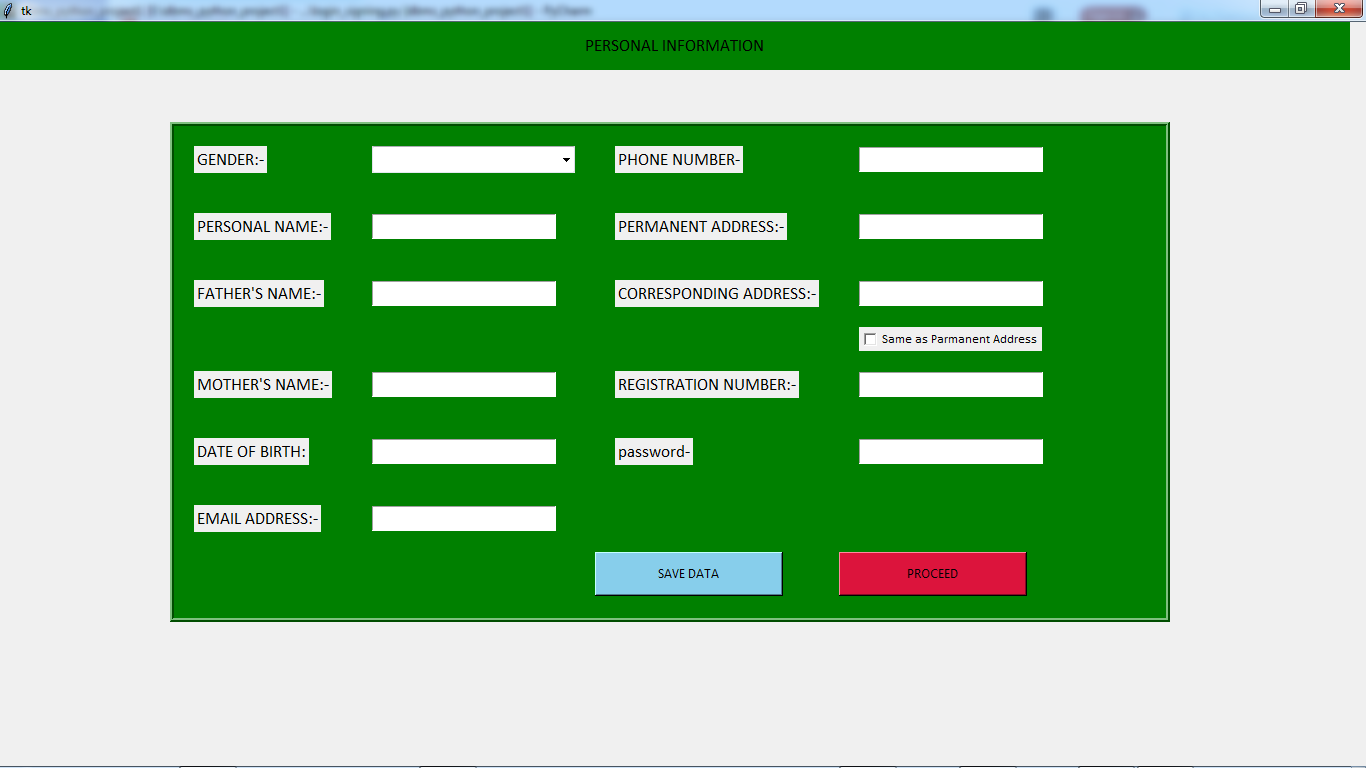 tk
PERSONAL INFORMATION
GENDER:-
PHONE NUMBER-
PERSONAL NAME:-
PERMANENT ADDRESS:-
FATHER'S NAME:-
CORRESPONDING ADDRESS:-
Same as Parmanent Address
MOTHER'S NAME:-
REGISTRATION NUMBER:-
DATE OF BIRTH:
password-
EMAIL ADDRESS:-
SAVE DATA
PROCEED